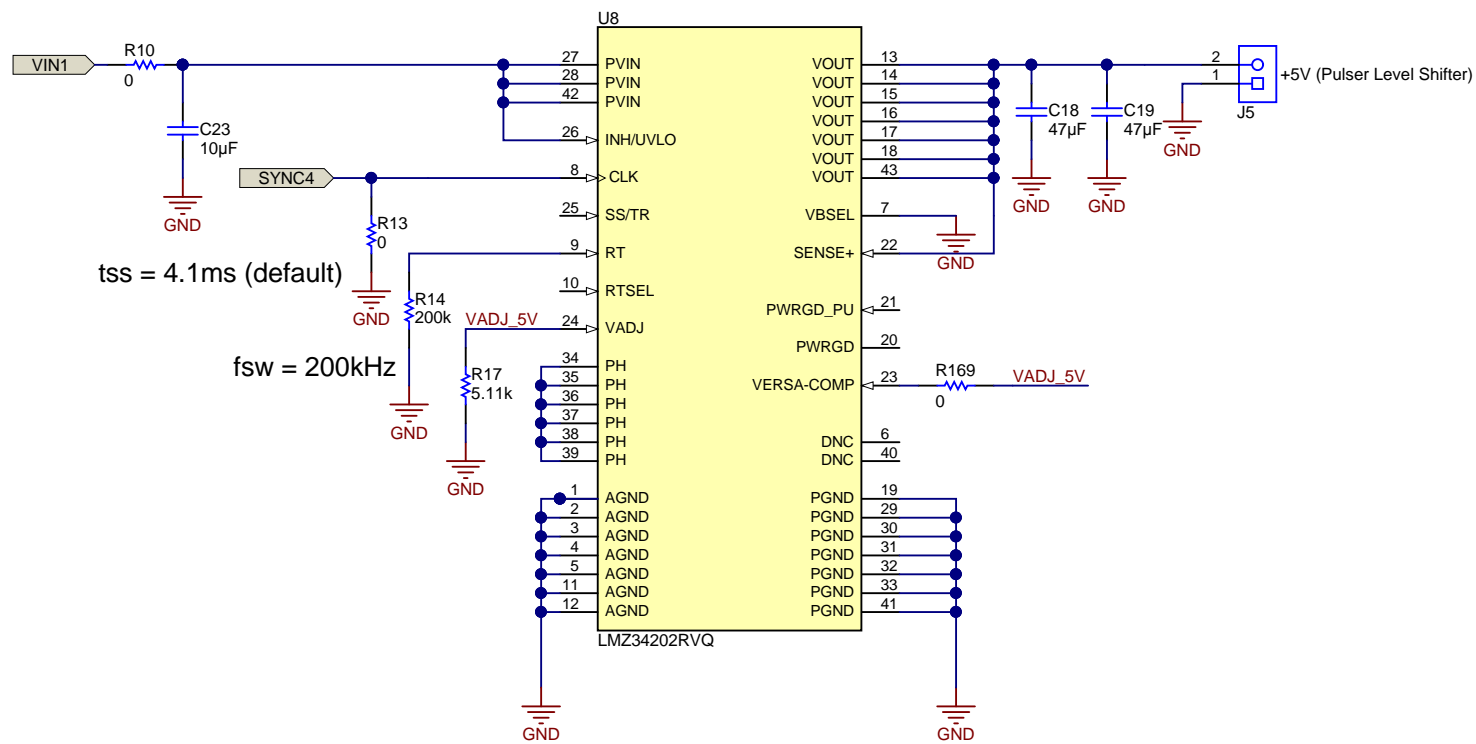 U8
R10
VIN1
0
27
PVIN
28
PVIN
42
PVIN
26
INH/UVLO
C23
10µF
GND
SYNC4
8
CLK
25
SS/TR
R13
0
GND
tss = 4.1ms (default)
9
RT
10
RTSEL
R14
200k
VADJ_5V
24
VADJ
fsw = 200kHz
GND
R17
5.11k
GND
34
PH
35
PH
36
PH
37
PH
38
PH
39
PH
1
AGND
2
AGND
3
AGND
4
AGND
5
AGND
11
AGND
12
AGND
GND
VOUT
13
VOUT
14
VOUT
15
VOUT
16
VOUT
17
VOUT
18
VOUT
43
VBSEL
7
GND
SENSE+
22
PWRGD_PU
21
PWRGD
20
VERSA-COMP
23
R169
0
VADJ_5V
DNC
6
DNC
40
PGND
19
PGND
29
PGND
30
PGND
31
PGND
32
PGND
33
PGND
41
GND
LMZ34202RVQ
C18
47µF
GND
C19
47µF
GND
2
1
GND
+5V (Pulser Level Shifter)
J5